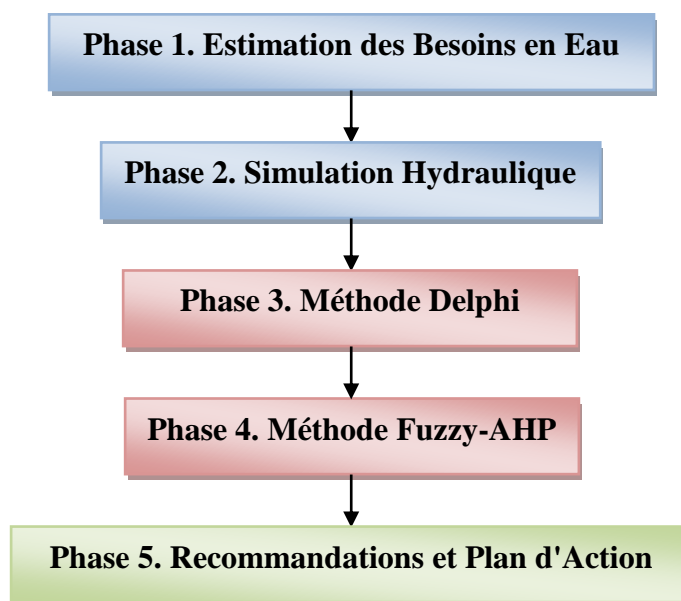 Phase 1. Estimation des Besoins en Eau
Phase 2. Simulation Hydraulique
Phase 3. Méthode Delphi
Phase 4. Méthode Fuzzy-AHP
Phase 5. Recommandations et Plan d'Action